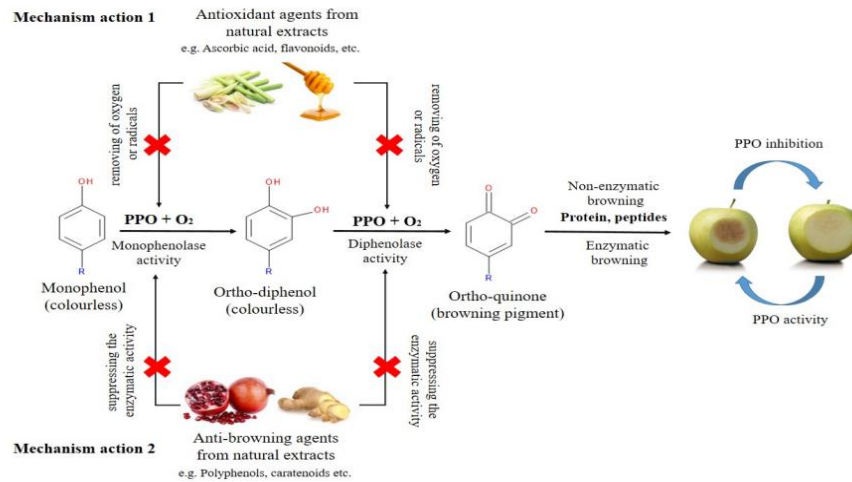 Mechanism action 1
Antioxidant agents from
natural extracts
e.g. Ascorbic acid, flavonoids, etc.
removing of oxygen
or radicals
removing of oxygen
or radicals
OH
R
Monophenol
(colourless)
PPO + O₂
Monophenolase
activity
OH
OH
R
Ortho-diphenol
(colourless)
PPO + O₂
Diphenolase
activity
O
O
R
Ortho-quinone
(browning pigment)
Non-enzymatic
browning
Protein, peptides
Enzymatic
browning
PPO inhibition
PPO activity
suppressing the
enzymatic activity
suppressing the
enzymatic activity
Mechanism action 2
Anti-browning agents
from natural extracts
e.g. Polyphenols, caratenoids etc.